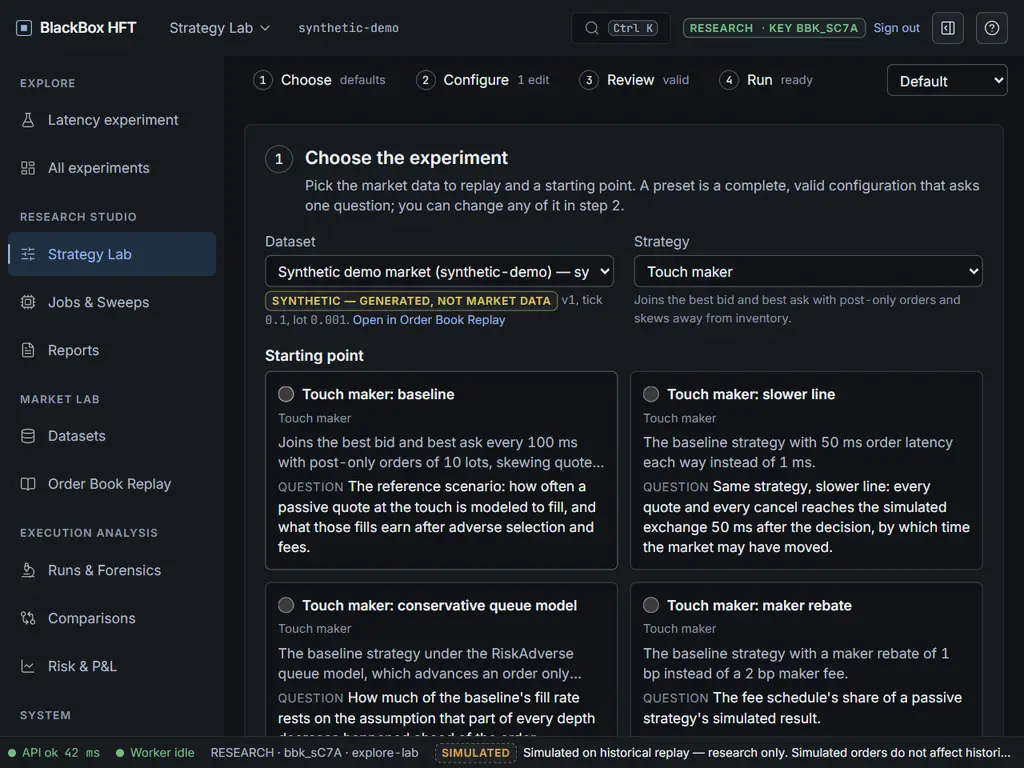 BlackBox HFT
Strategy Lab
synthetic-demo
Ctrl K
RESEARCH · KEY BBK_SC7A
Sign out
EXPLORE
Latency experiment
All experiments
RESEARCH STUDIO
Strategy Lab
Jobs & Sweeps
Reports
MARKET LAB
Datasets
Order Book Replay
EXECUTION ANALYSIS
Runs & Forensics
Comparisons
Risk & P&L
SYSTEM
1 Choose defaults
2 Configure 1 edit
3 Review valid
4 Run ready
Default
1 Choose the experiment
Pick the market data to replay and a starting point. A preset is a complete, valid configuration that asks
one question; you can change any of it in step 2.
Dataset
Synthetic demo market (synthetic-demo) — sy
SYNTHETIC — GENERATED, NOT MARKET DATA v1, tick
0.1, lot 0.001. Open in Order Book Replay
Strategy
Touch maker
Joins the best bid and best ask with post-only orders and
skews away from inventory.
Starting point
Touch maker: baseline
Touch maker
Joins the best bid and best ask every 100 ms
with post-only orders of 10 lots, skewing quote...
QUESTION The reference scenario: how often a
passive quote at the touch is modeled to fill, and
what those fills earn after adverse selection and
fees.
Touch maker: slower line
Touch maker
The baseline strategy with 50 ms order latency
each way instead of 1 ms.
QUESTION Same strategy, slower line: every
quote and every cancel reaches the simulated
exchange 50 ms after the decision, by which time
the market may have moved.
Touch maker: conservative queue model
Touch maker
The baseline strategy under the RiskAdverse
queue model, which advances an order only...
QUESTION How much of the baseline's fill rate
rests on the assumption that part of every depth
Touch maker: maker rebate
Touch maker
The baseline strategy with a maker rebate of 1
bp instead of a 2 bp maker fee.
QUESTION The fee schedule's share of a passive
strategy's simulated result.
API ok 42 ms
Worker idle
RESEARCH · bbk_sC7A · explore-lab
SIMULATED
Simulated on historical replay — research only. Simulated orders do not affect histori...